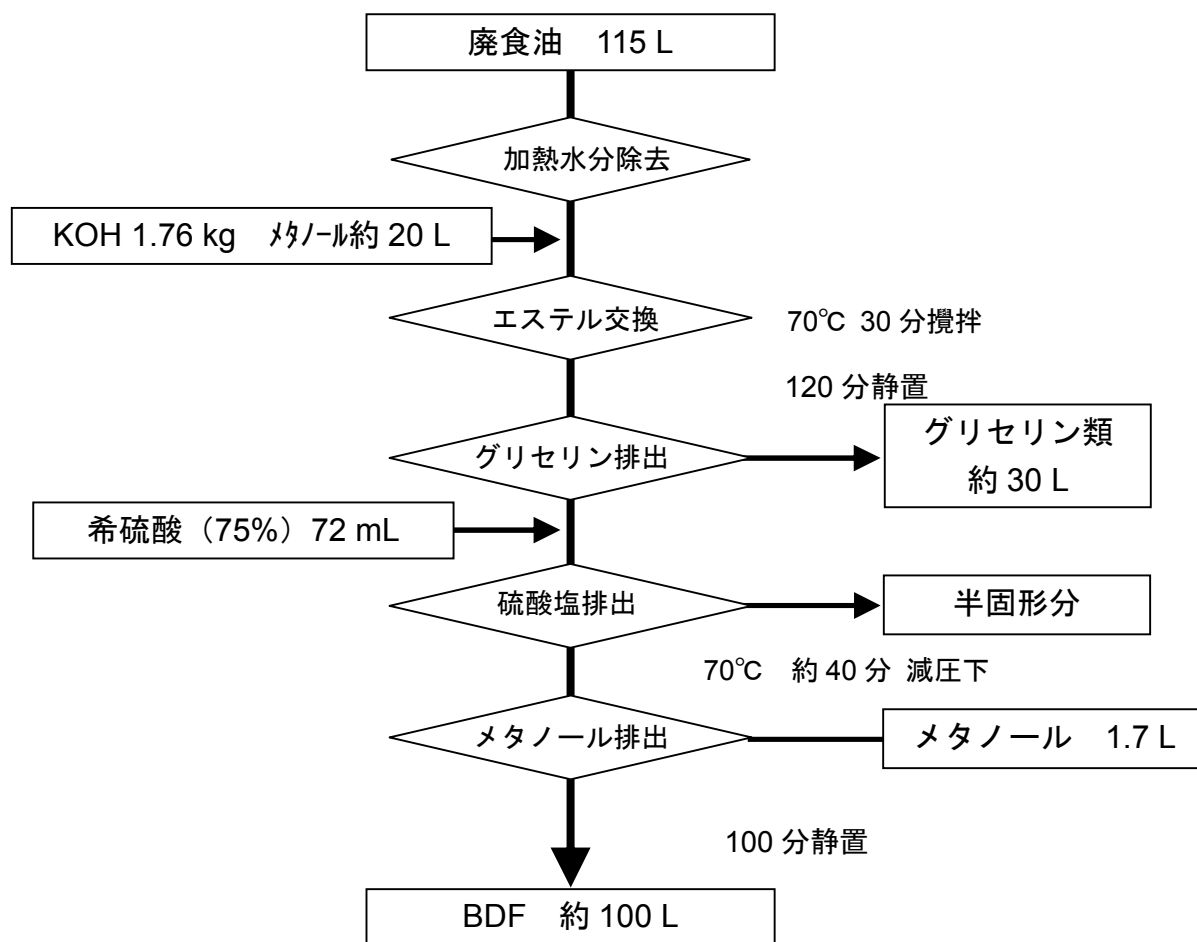 廃食油　115 L
加熱水分除去
KOH 1.76 kg　ﾒﾀﾉｰﾙ約 20 L
エステル交換
70℃ 30 分攪拌
120 分静置
グリセリン排出
グリセリン類
約 30 L
希硫酸（75%）72 mL
硫酸塩排出
半固形分
70℃　約 40 分 減圧下
メタノール排出
メタノール　1.7 L
100 分静置
BDF　約 100 L